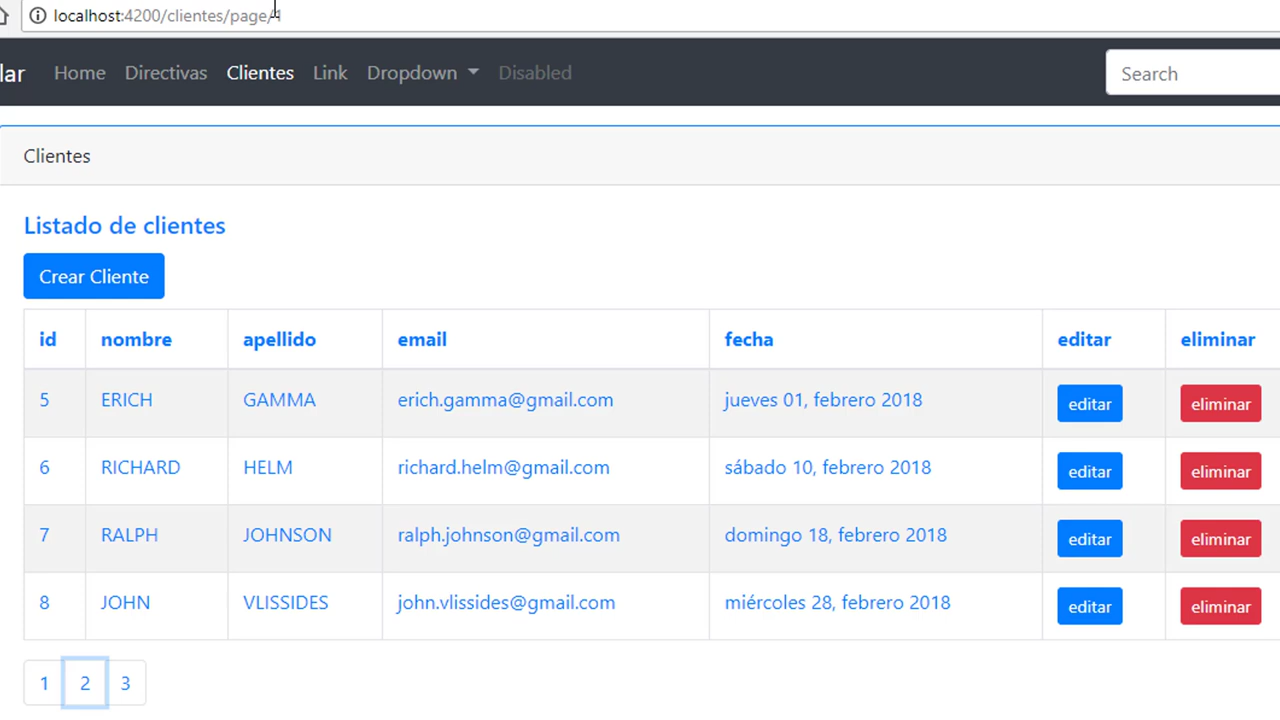 localhost:4200/clientes/page/1
lar Home Directivas Clientes Link Dropdown Disabled Search
Clientes
Listado de clientes
Crear Cliente
id nombre apellido email fecha editar eliminar
5 ERICH GAMMA erich.gamma@gmail.com jueves 01, febrero 2018 editar eliminar
6 RICHARD HELM richard.helm@gmail.com sábado 10, febrero 2018 editar eliminar
7 RALPH JOHNSON ralph.johnson@gmail.com domingo 18, febrero 2018 editar eliminar
8 JOHN VLISSIDES john.vlissides@gmail.com miércoles 28, febrero 2018 editar eliminar
1 2 3